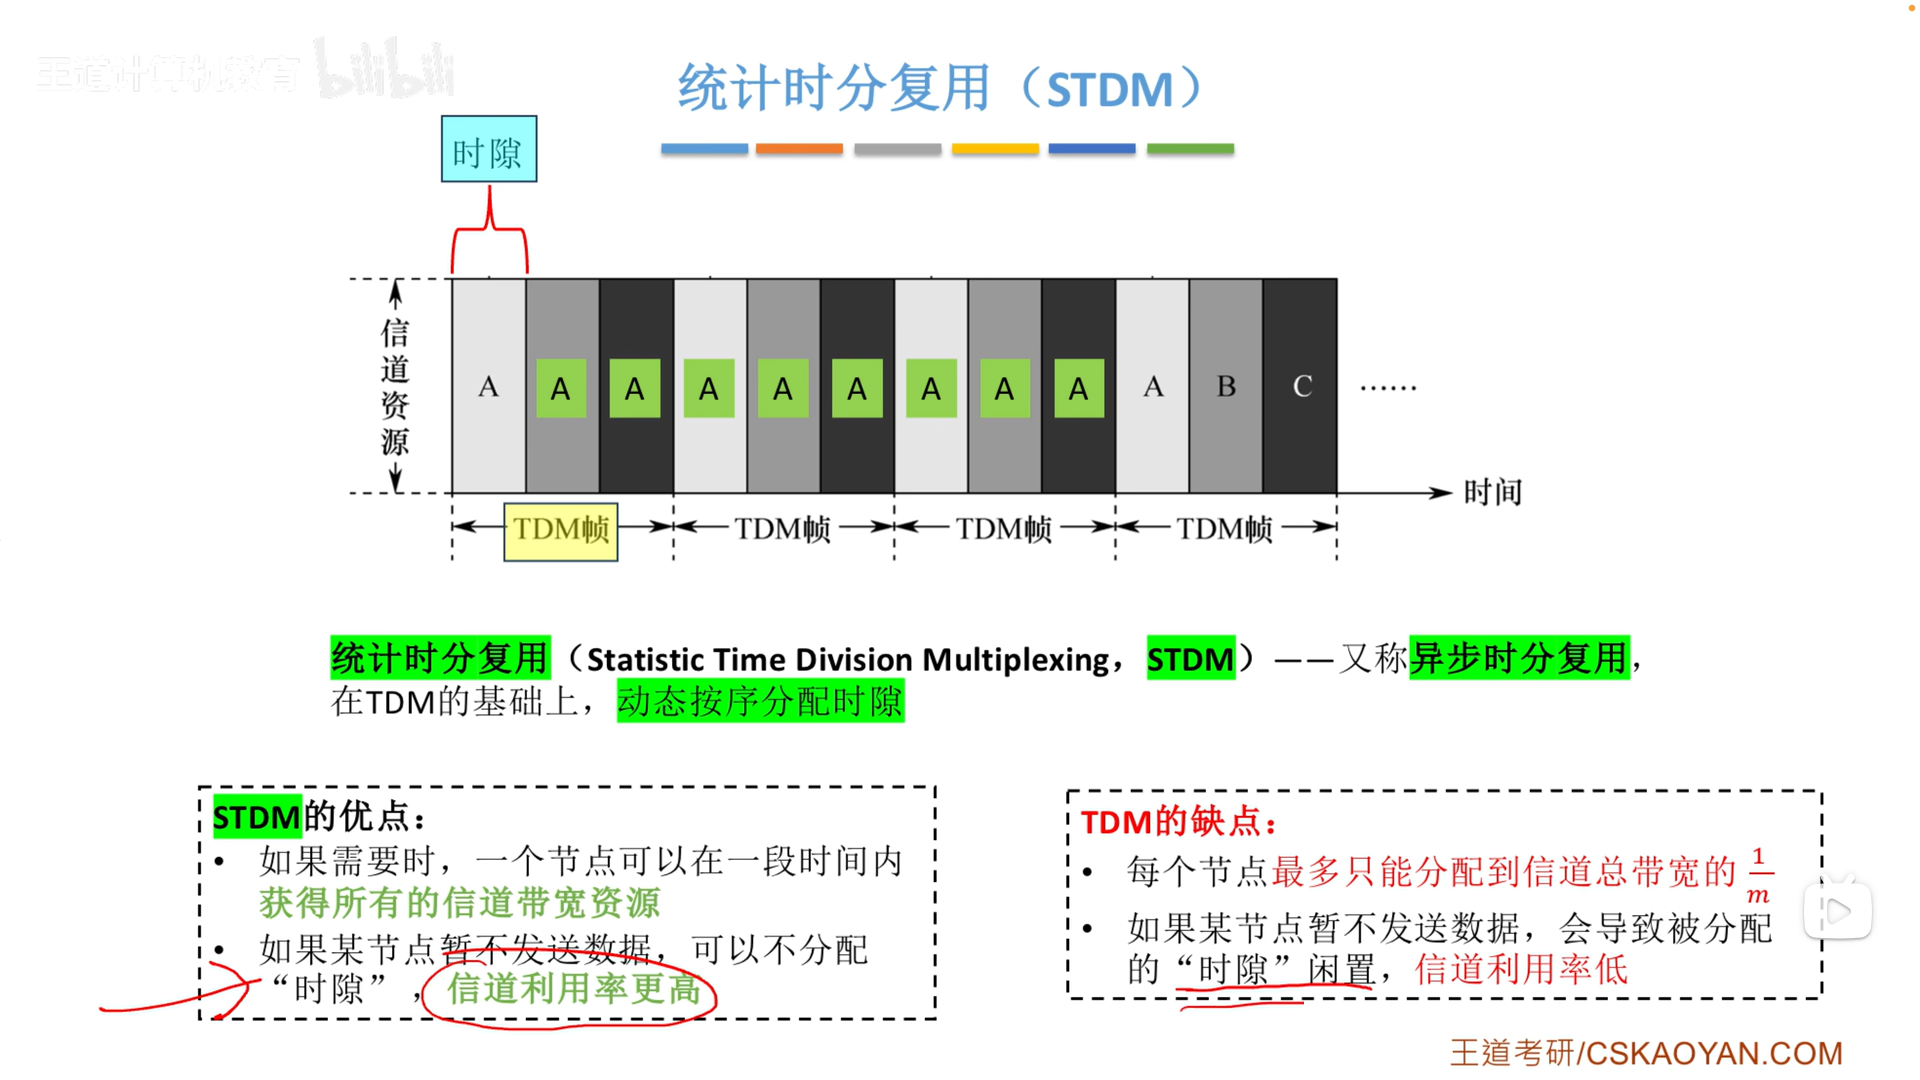 王道计算机教育 bilibili
统计时分复用（STDM）
时隙
信道资源
A A A A A A A A A A B C ……
时间
TDM帧 TDM帧 TDM帧 TDM帧
统计时分复用（Statistic Time Division Multiplexing，STDM）——又称异步时分复用，
在TDM的基础上，动态按序分配时隙
STDM的优点：
• 如果需要时，一个节点可以在一段时间内
获得所有的信道带宽资源
• 如果某节点暂不发送数据，可以不分配
“时隙”，信道利用率更高
TDM的缺点：
• 每个节点最多只能分配到信道总带宽的 1/m
• 如果某节点暂不发送数据，会导致被分配
的“时隙”闲置，信道利用率低
王道考研/CSKAOYAN.COM